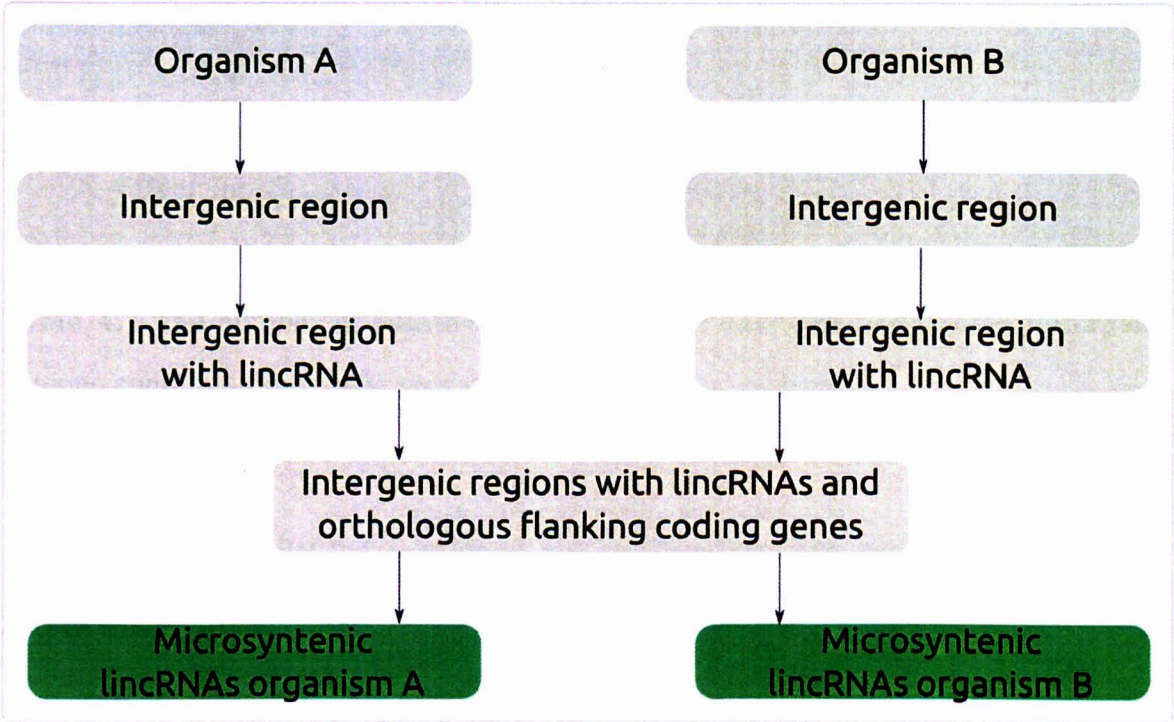 Organism A
Organism B
Intergenic region
Intergenic region
Intergenic region
with lincRNA
Intergenic region
with lincRNA
Intergenic regions with lincRNAs and
orthologous flanking coding genes
Microsyntenic
lincRNAs organism A
Microsyntenic
lincRNAs organism B